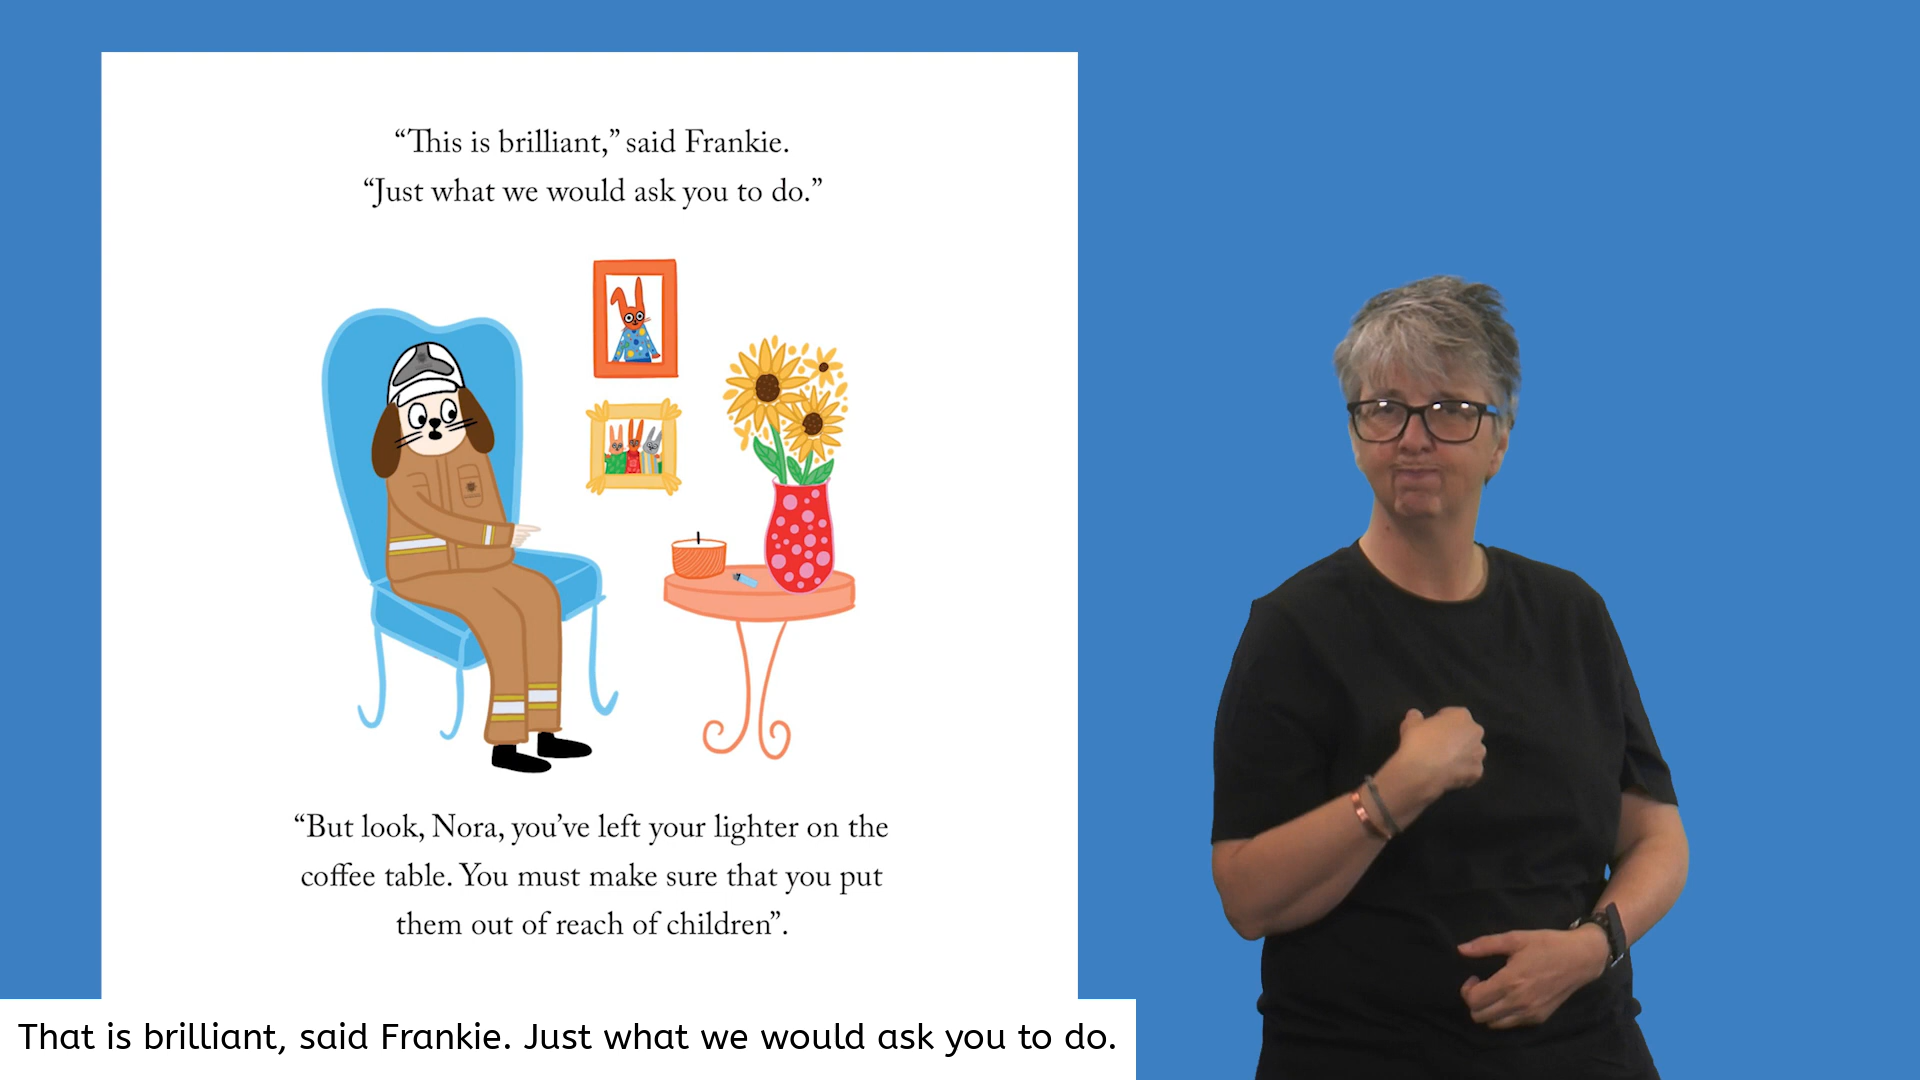 “This is brilliant,” said Frankie.
“Just what we would ask you to do.”
“But look, Nora, you’ve left your lighter on the
coffee table. You must make sure that you put
them out of reach of children”.
That is brilliant, said Frankie. Just what we would ask you to do.